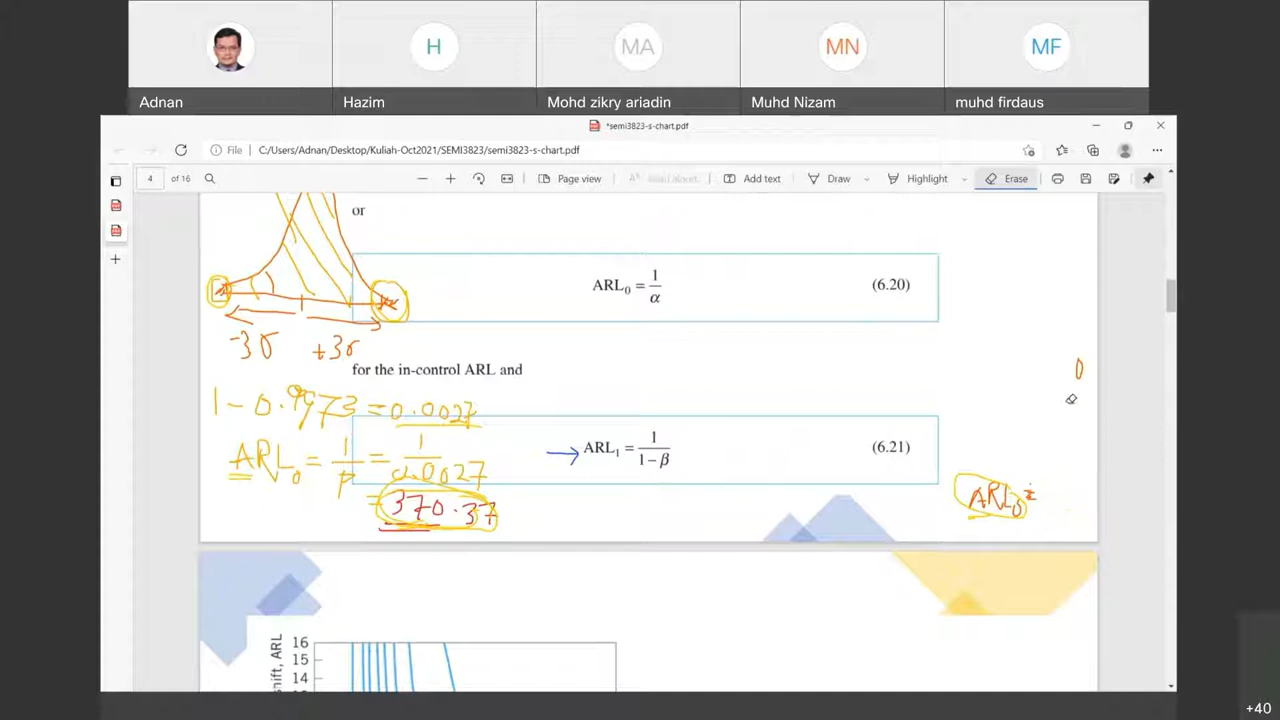 H
MA
MN
MF
Adnan
Hazim
Mohd zikry ariadin
Muhd Nizam
muhd firdaus
*semi3823-s-chart.pdf
File
C:/Users/Adnan/Desktop/Kuliah-Oct2021/SEMI3823/semi3823-s-chart.pdf
4 of 16
Page view
Add text
Draw
Highlight
Erase
or
ARL₀ = 1/α (6.20)
-3σ +3σ
for the in-control ARL and
0
1 - 0.9973 = 0.0027
ARL₁ = 1/(1-β) (6.21)
ARL₀ = 1/P = 1/0.0027
= 370.37
ARL₀ =
shift, ARL
16
15
14
+40